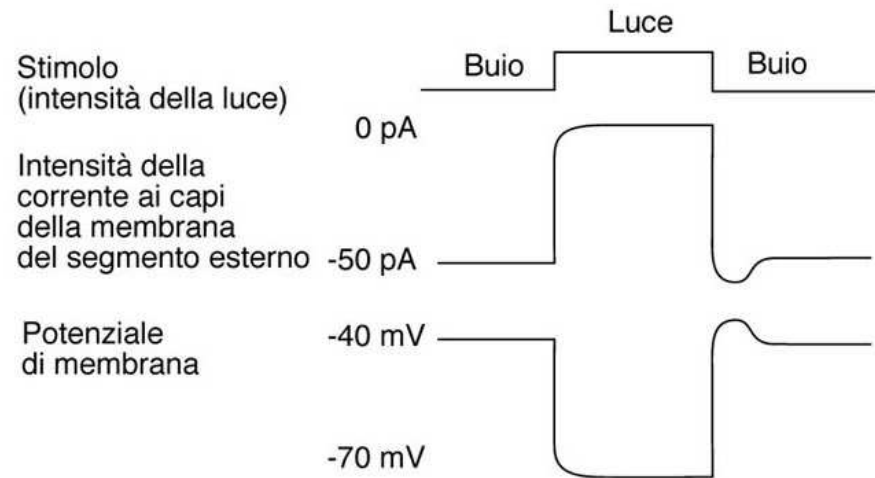 Luce
Buio
Buio
Stimolo
(intensità della luce)
0 pA
Intensità della
corrente ai capi
della membrana
del segmento esterno
-50 pA
Potenziale
di membrana
-40 mV
-70 mV